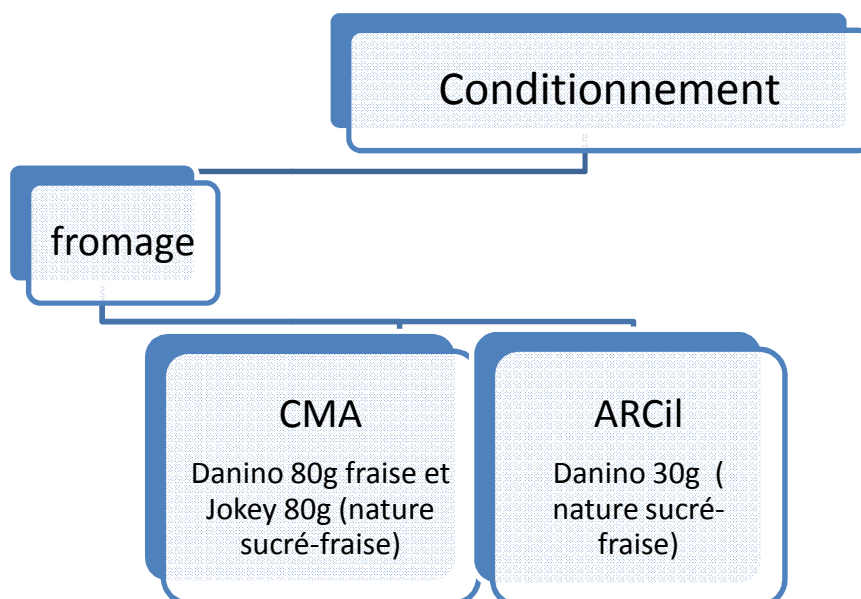 Conditionnement
fromage
CMA
Danino 80g fraise et
Jokey 80g (nature
sucré-fraise)
ARCil
Danino 30g (
nature sucré-
fraise)